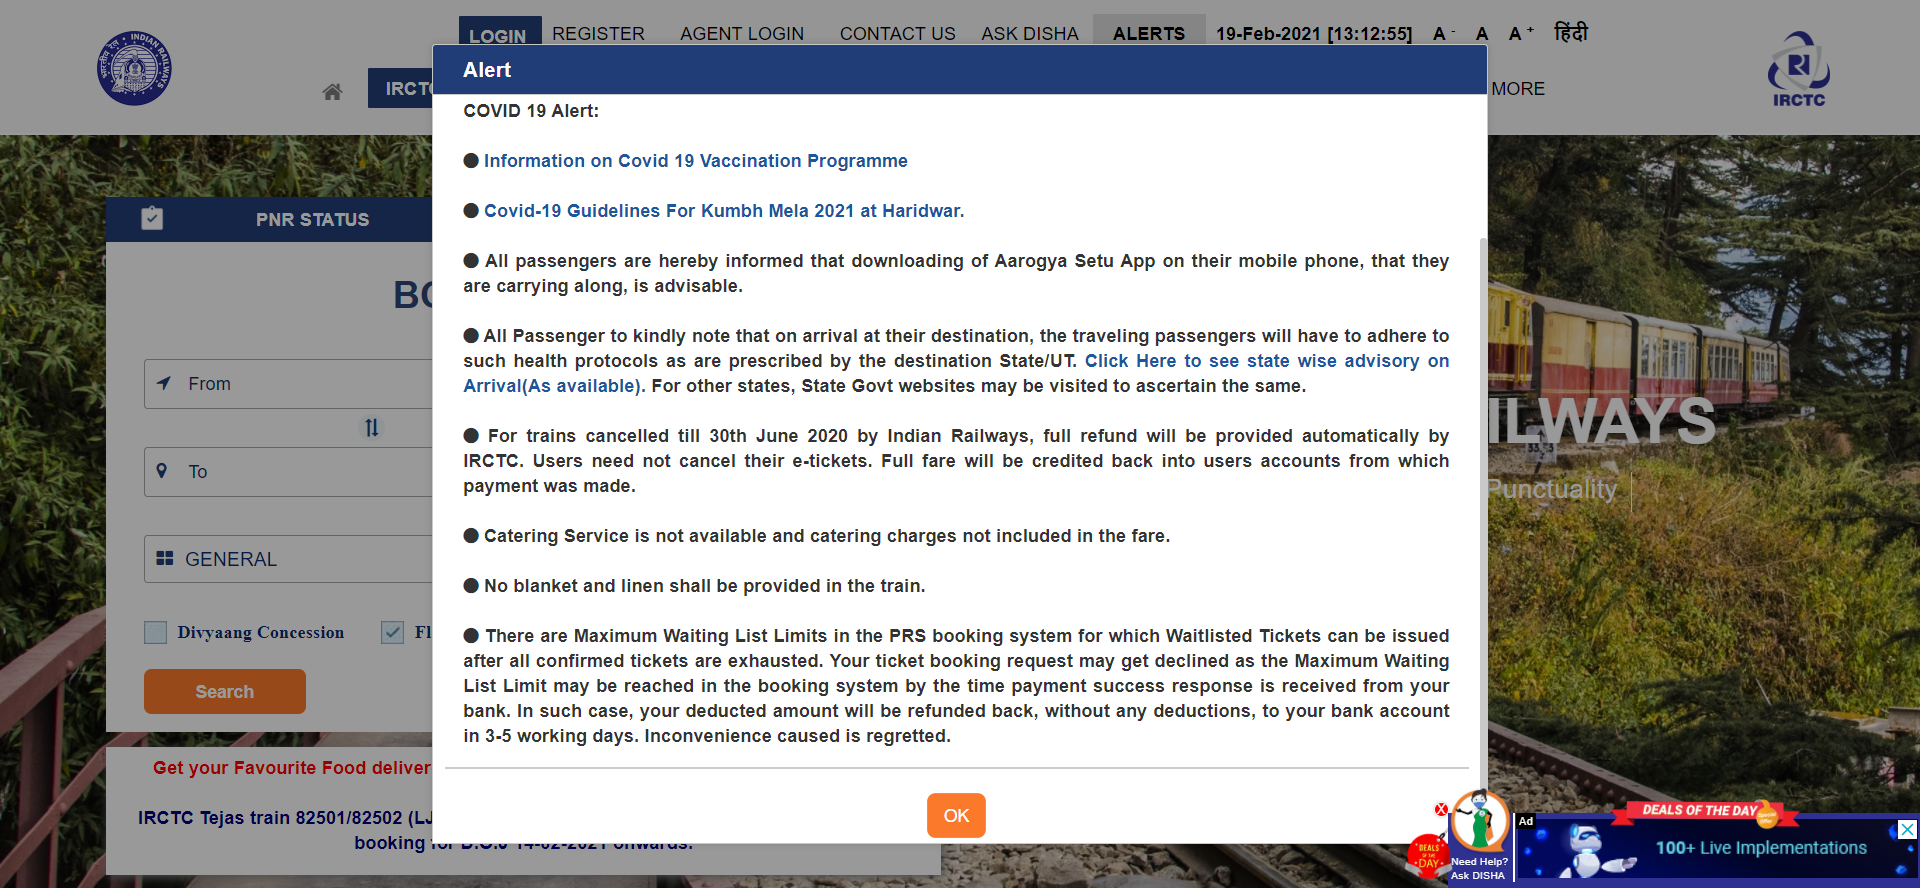 LOGIN
REGISTER
AGENT LOGIN
CONTACT US
ASK DISHA
ALERTS
19-Feb-2021 [13:12:55]
A -
A
A +
हिंदी
INDIAN RAILWAYS
IRCTC
MORE
IRCTC
Alert
COVID 19 Alert:
● Information on Covid 19 Vaccination Programme
● Covid-19 Guidelines For Kumbh Mela 2021 at Haridwar.
● All passengers are hereby informed that downloading of Aarogya Setu App on their mobile phone, that they
are carrying along, is advisable.
● All Passenger to kindly note that on arrival at their destination, the traveling passengers will have to adhere to
such health protocols as are prescribed by the destination State/UT. Click Here to see state wise advisory on
Arrival(As available). For other states, State Govt websites may be visited to ascertain the same.
● For trains cancelled till 30th June 2020 by Indian Railways, full refund will be provided automatically by
IRCTC. Users need not cancel their e-tickets. Full fare will be credited back into users accounts from which
payment was made.
● Catering Service is not available and catering charges not included in the fare.
● No blanket and linen shall be provided in the train.
● There are Maximum Waiting List Limits in the PRS booking system for which Waitlisted Tickets can be issued
after all confirmed tickets are exhausted. Your ticket booking request may get declined as the Maximum Waiting
List Limit may be reached in the booking system by the time payment success response is received from your
bank. In such case, your deducted amount will be refunded back, without any deductions, to your bank account
in 3-5 working days. Inconvenience caused is regretted.
OK
PNR STATUS
BO
From
To
GENERAL
Divyaang Concession
Fl
Search
Get your Favourite Food deliver
IRCTC Tejas train 82501/82502 (LJ
booking for D.O.J 14-02-2021 onwards.
ILWAYS
Punctuality
X
DEALS
OF THE
DAY
Need Help?
Ask DISHA
Ad
DEALS OF THE DAY
Special
Offer
100+ Live Implementations